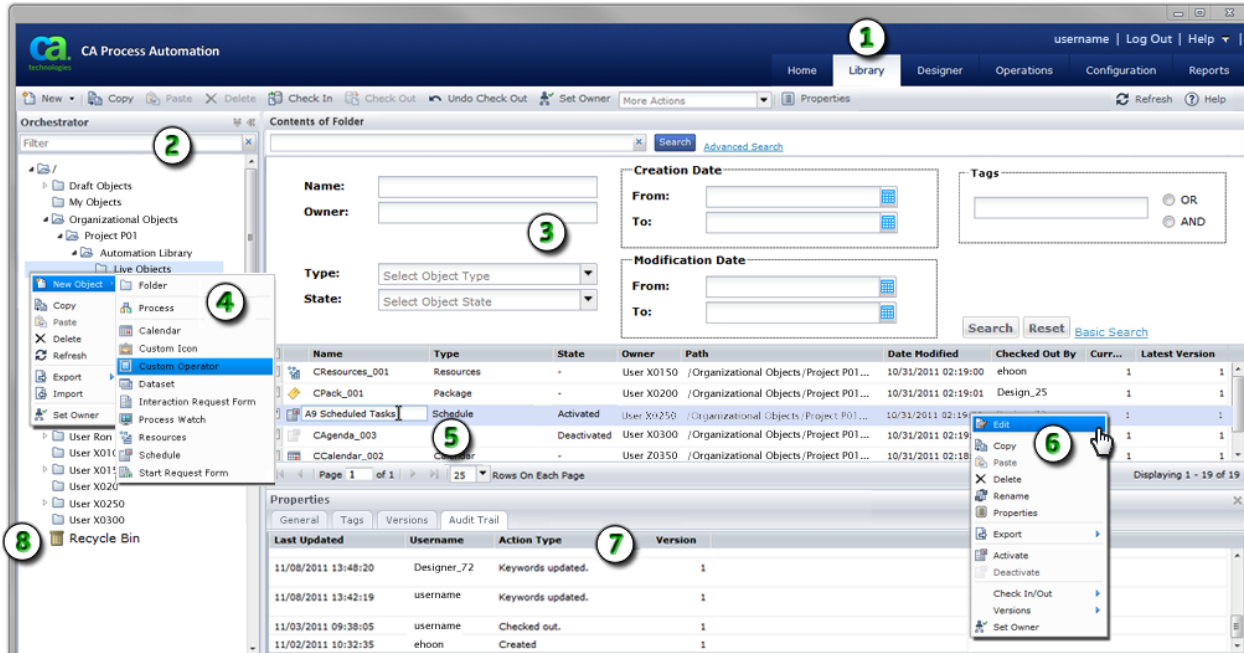 username | Log Out | Help
1
ca.
technologies
CA Process Automation
Home Library Designer Operations Configuration Reports
New Copy Paste Delete Check In Check Out Undo Check Out Set Owner More Actions Properties Refresh Help
Orchestrator
Filter
2
/
Draft Objects
My Objects
Organizational Objects
Project P01
Automation Library
Live Objects
New Object
Copy
Paste
Delete
Refresh
Export
Import
Set Owner
Folder
Process
Calendar
Custom Icon
Custom Operator
Dataset
Interaction Request Form
Process Watch
Resources
Schedule
Start Request Form
4
User Ron
User X0250
User X0300
8
Recycle Bin
Contents of Folder
Search Advanced Search
Name:
Owner:
3
Type: Select Object Type
State: Select Object State
Creation Date
From:
To:
Modification Date
From:
To:
Tags
OR
AND
Search Reset Basic Search
Name Type State Owner Path Date Modified Checked Out By Curr... Latest Version
CResources_001 Resources - User X0150 /Organizational Objects/Project P01... 10/31/2011 02:19:00 ehoon 1 1
CPack_001 Package - User X0200 /Organizational Objects/Project P01... 10/31/2011 02:19:01 Design_25 1 1
A9 Scheduled Tasks Schedule Activated User X0250 /Organizational Objects/Project P01... 10/31/2011 1 1
CAgenda_003 Deactivated User X0300 /Organizational Objects/Project P01... 10/31/2011 02:19 1 1
CCalendar_002 - User Z0350 /Organizational Objects/Project P01... 10/31/2011 02:18 1 1
5
Page 1 of 1 25 Rows On Each Page Displaying 1 - 19 of 19
Edit
Copy
Paste
Delete
Rename
Properties
Export
Activate
Deactivate
Check In/Out
Versions
Set Owner
6
Properties
General Tags Versions Audit Trail
Last Updated Username Action Type Version
7
11/08/2011 13:48:20 Designer_72 Keywords updated. 1
11/08/2011 13:42:19 username Keywords updated. 1
11/03/2011 09:38:05 username Checked out. 1
11/02/2011 10:32:35 ehoon Created 1